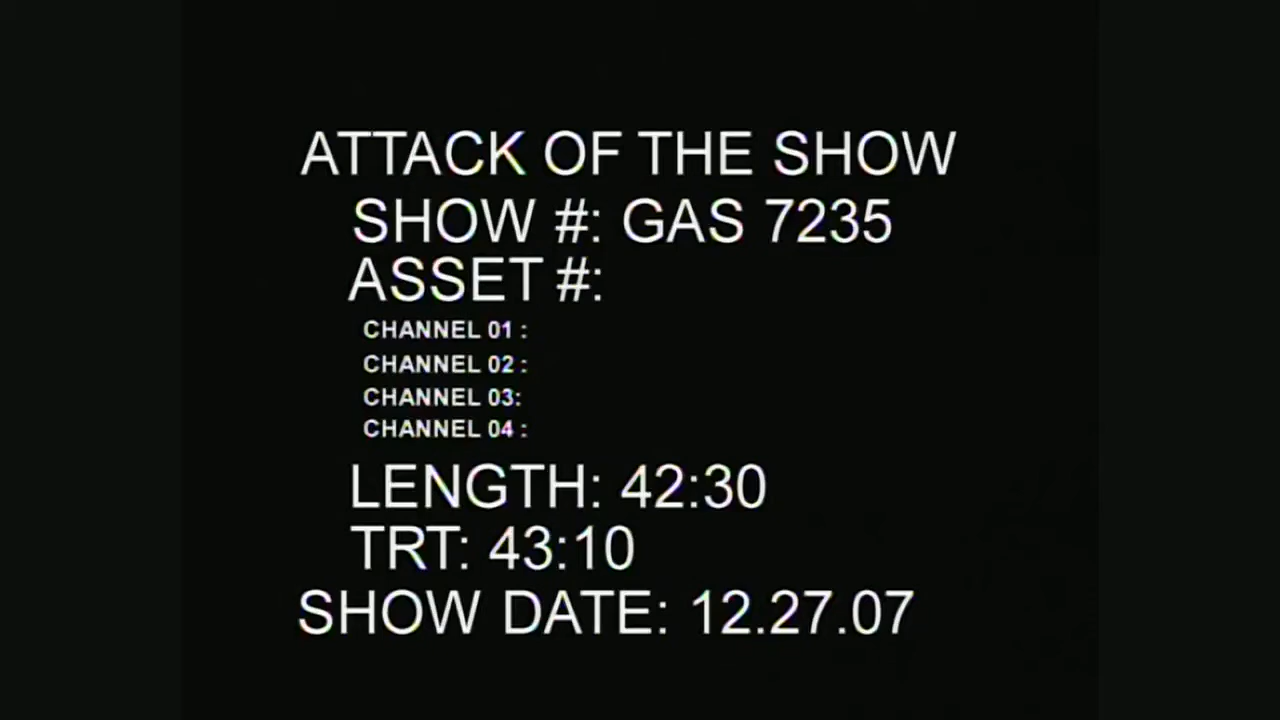 ATTACK OF THE SHOW
SHOW #: GAS 7235
ASSET #:
CHANNEL 01 :
CHANNEL 02 :
CHANNEL 03:
CHANNEL 04 :
LENGTH: 42:30
TRT: 43:10
SHOW DATE: 12.27.07